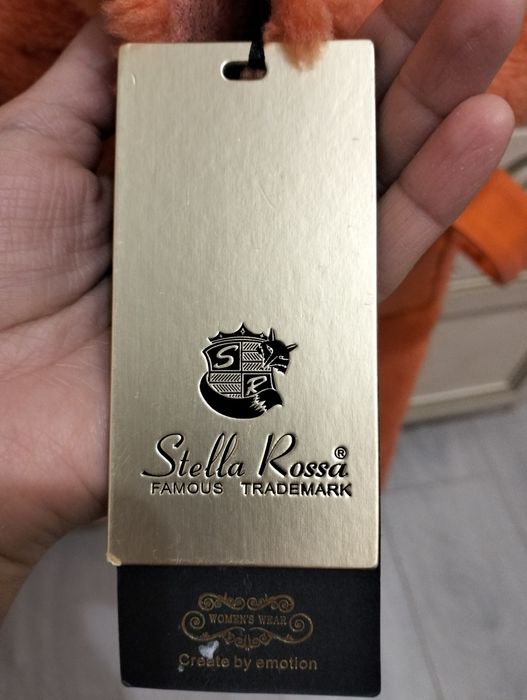 S
R
Stella Rossa®
FAMOUS TRADEMARK
WOMEN'S WEAR
Create by emotion